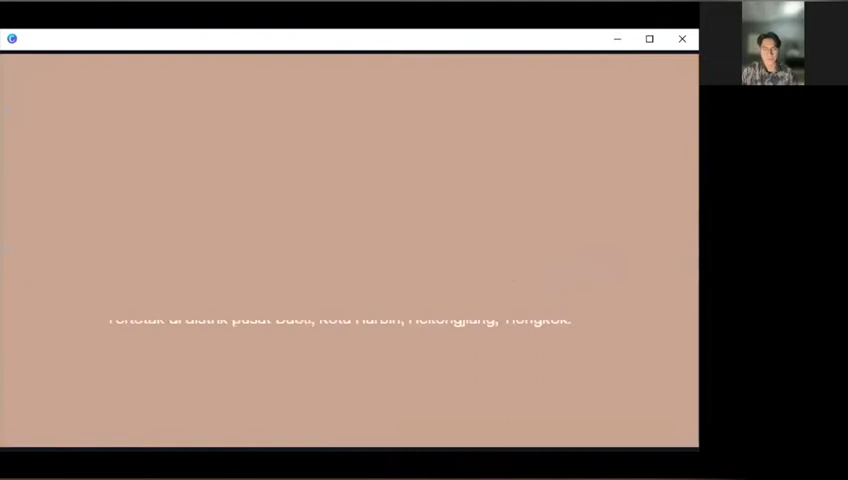 Terletak di distrik pusat Daoli, Kota Harbin, Heilongjiang, Tiongkok.